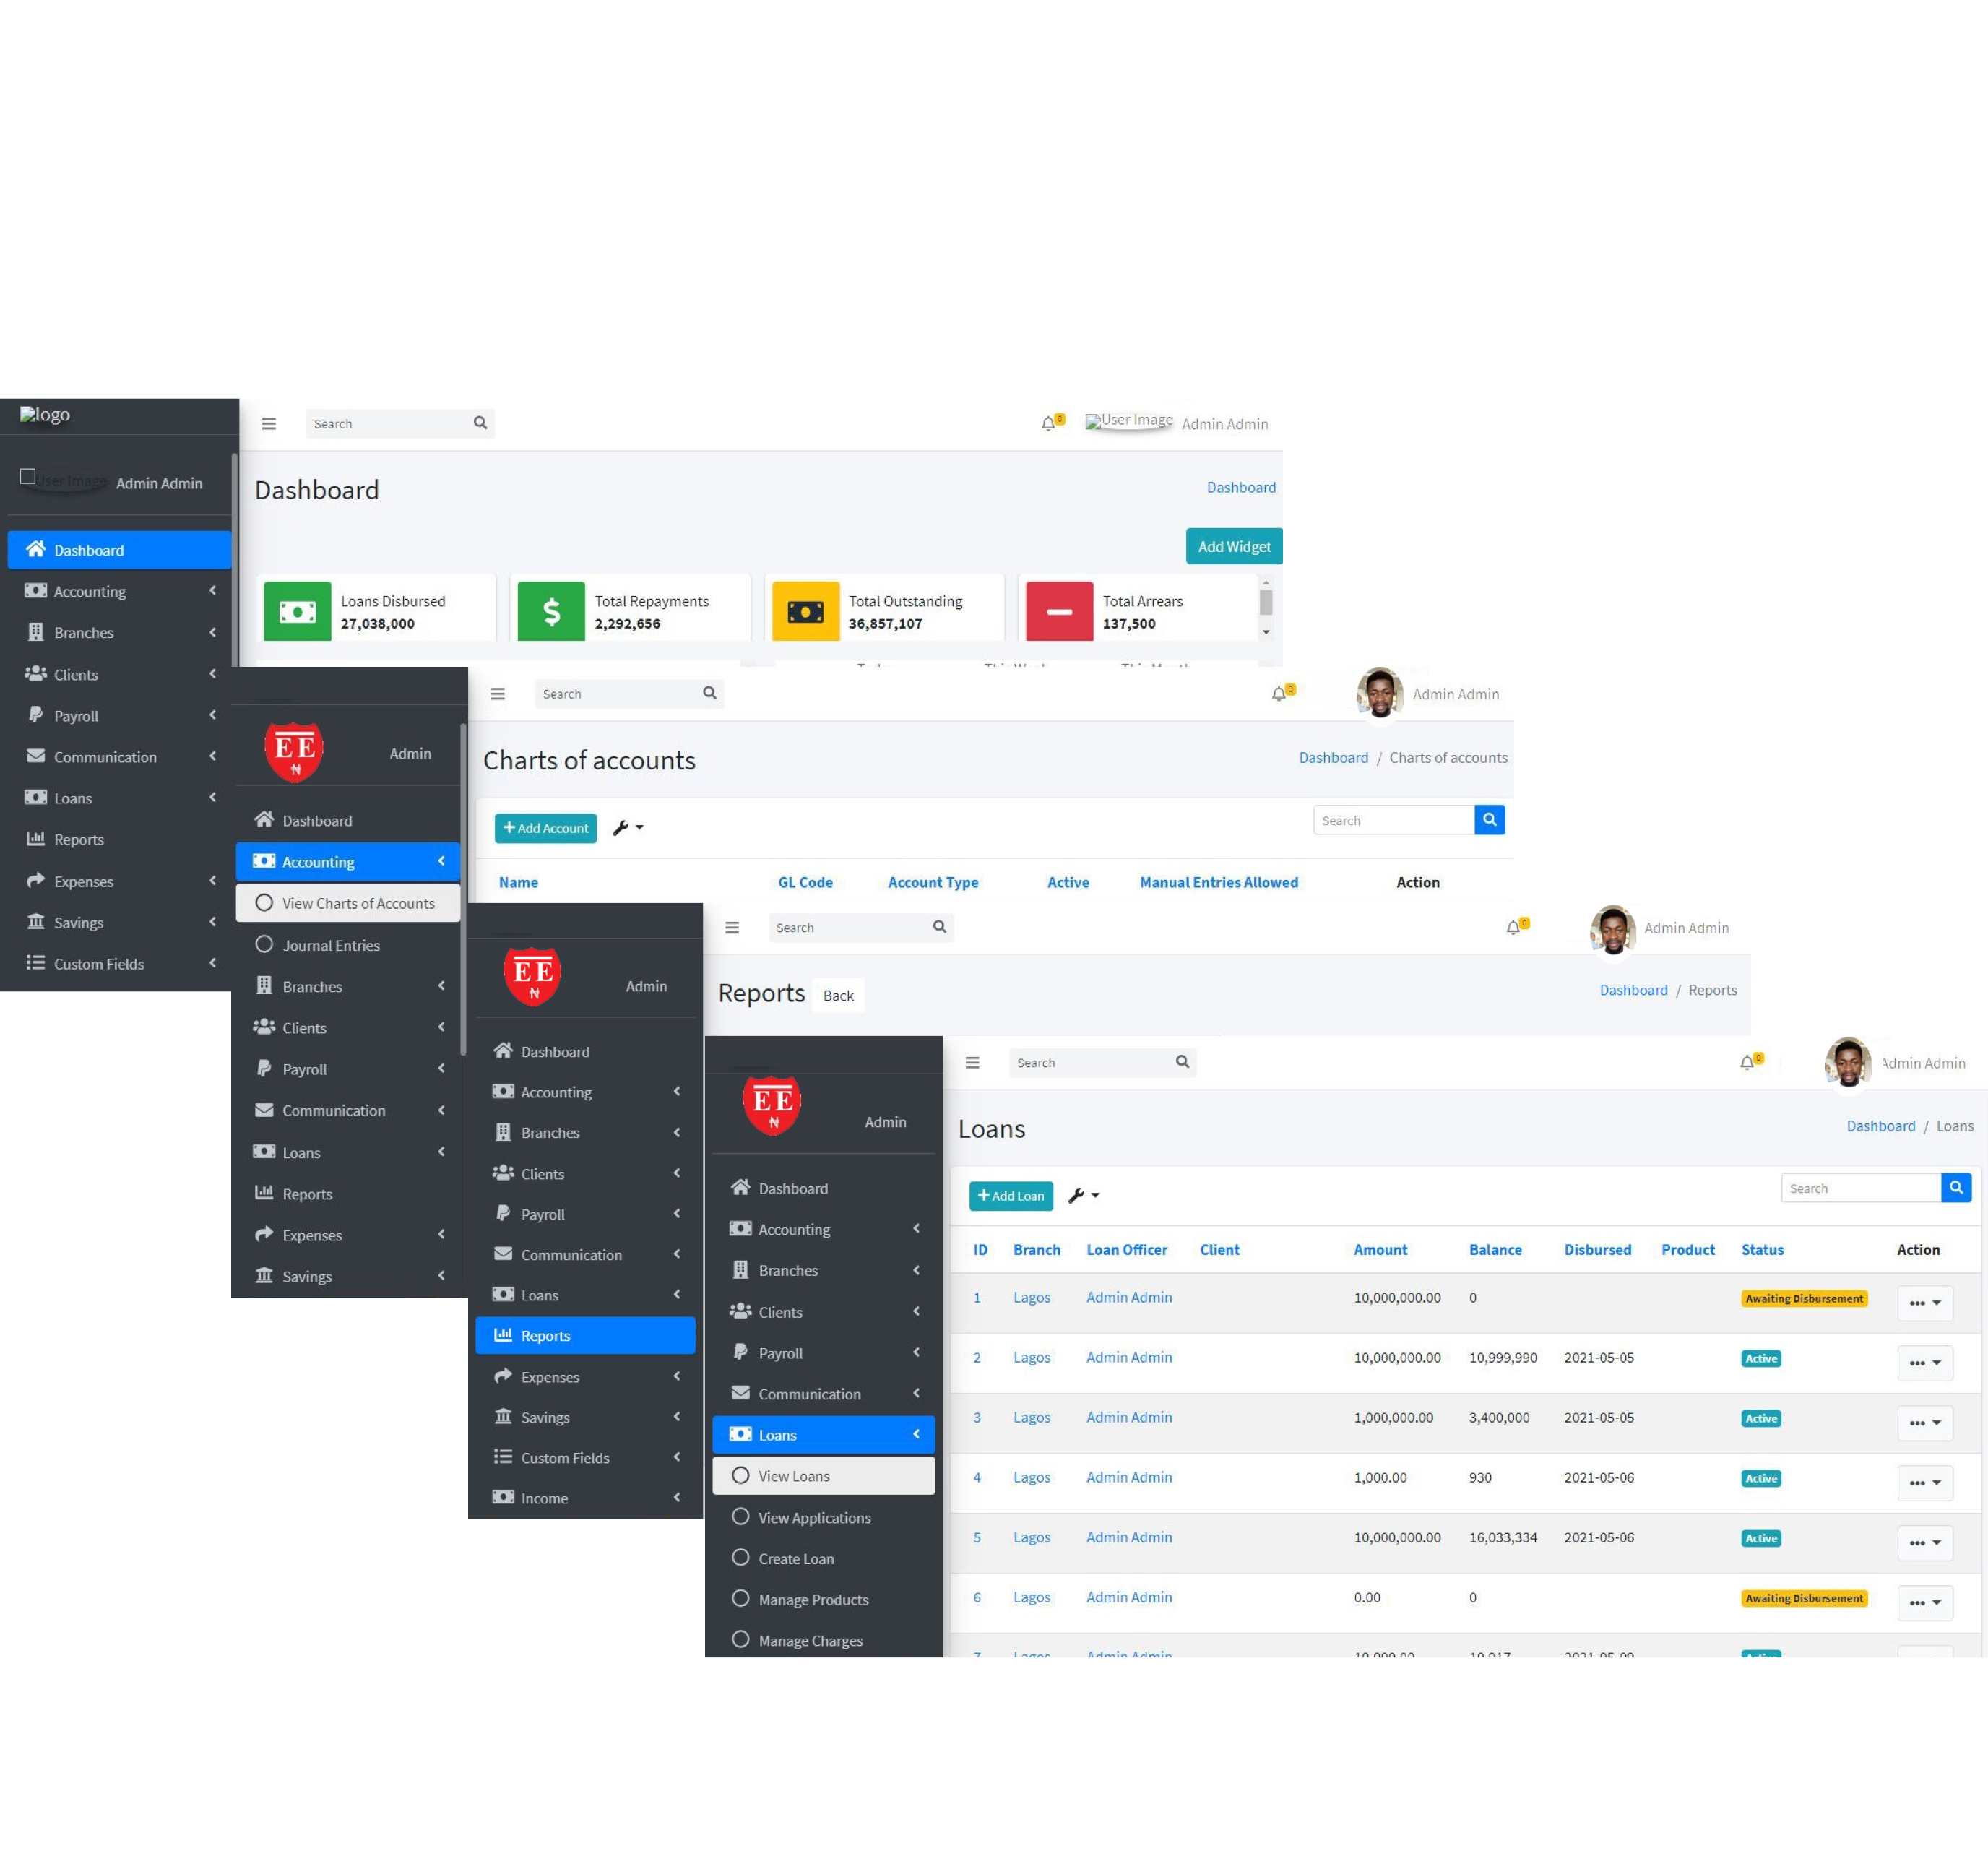 logo
Search
0
User Image
Admin Admin
User Image
Admin Admin
Dashboard
Dashboard
Add Widget
Dashboard
Accounting
Branches
Clients
Payroll
Communication
Loans
Reports
Expenses
Savings
Custom Fields
Loans Disbursed
27,038,000
Total Repayments
2,292,656
Total Outstanding
36,857,107
Total Arrears
137,500
Search
0
Admin Admin
EE
₦
Admin
Charts of accounts
Dashboard / Charts of accounts
Add Account
Search
Name GL Code Account Type Active Manual Entries Allowed Action
Dashboard
Accounting
View Charts of Accounts
Journal Entries
Branches
Clients
Payroll
Communication
Loans
Reports
Expenses
Savings
Search
0
Admin Admin
EE
₦
Admin
Reports Back
Dashboard / Reports
Dashboard
Accounting
Branches
Clients
Payroll
Communication
Loans
Reports
Expenses
Savings
Custom Fields
Income
Search
0
Admin Admin
EE
₦
Admin
Loans
Dashboard / Loans
Dashboard
Accounting
Branches
Clients
Payroll
Communication
Loans
View Loans
View Applications
Create Loan
Manage Products
Manage Charges
Add Loan
Search
ID Branch Loan Officer Client Amount Balance Disbursed Product Status Action
1 Lagos Admin Admin 10,000,000.00 0 Awaiting Disbursement
2 Lagos Admin Admin 10,000,000.00 10,999,990 2021-05-05 Active
3 Lagos Admin Admin 1,000,000.00 3,400,000 2021-05-05 Active
4 Lagos Admin Admin 1,000.00 930 2021-05-06 Active
5 Lagos Admin Admin 10,000,000.00 16,033,334 2021-05-06 Active
6 Lagos Admin Admin 0.00 0 Awaiting Disbursement
7 Lagos Admin Admin 10,000.00 10,917 2021-05-09 Active